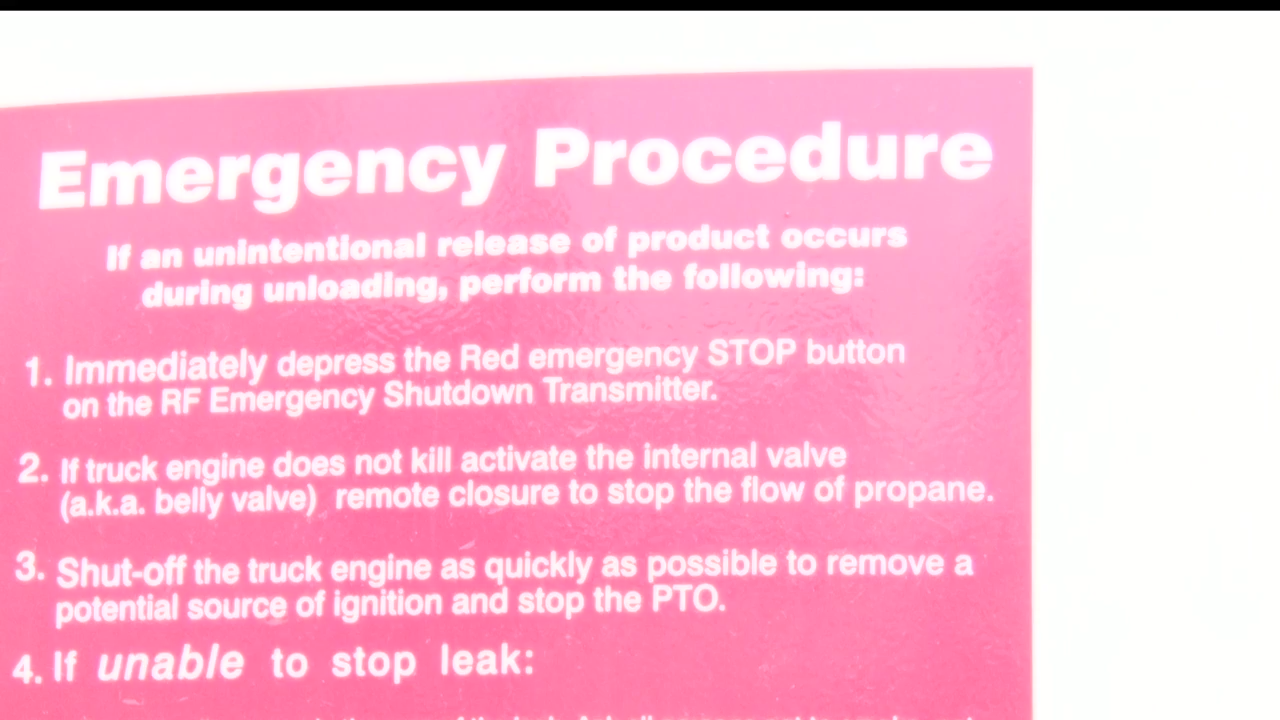 Emergency Procedure
If an unintentional release of product occurs
during unloading, perform the following:
1. Immediately depress the Red emergency STOP button
on the RF Emergency Shutdown Transmitter.
2. If truck engine does not kill activate the internal valve
(a.k.a. belly valve) remote closure to stop the flow of propane.
3. Shut-off the truck engine as quickly as possible to remove a
potential source of ignition and stop the PTO.
4. If unable to stop leak: